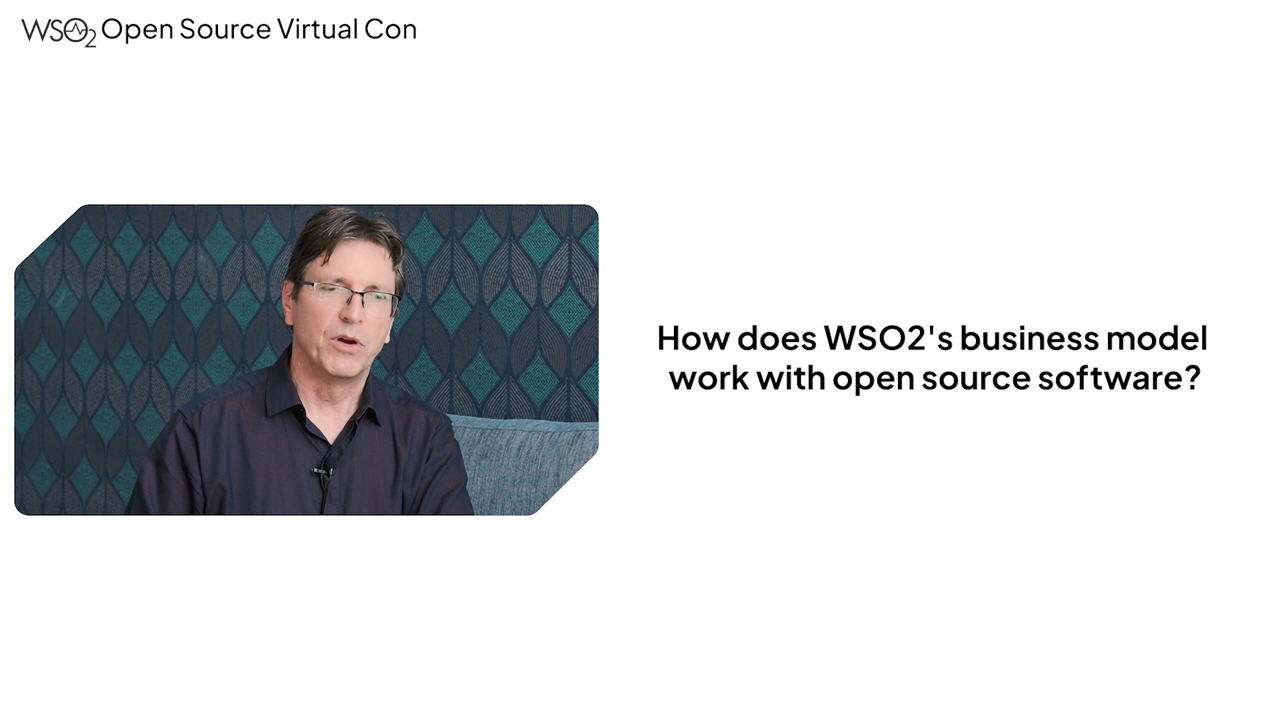 WSO2 Open Source Virtual Con
How does WSO2's business model
work with open source software?